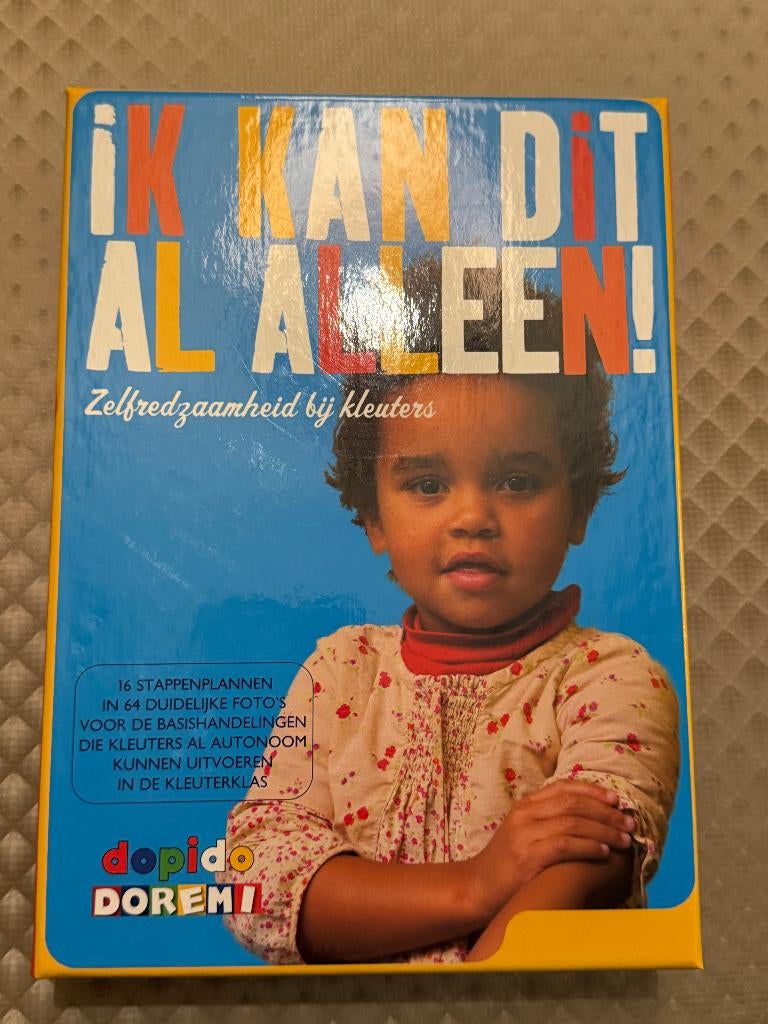 iK KAN DiT
AL ALLEEN!
Zelfredzaamheid bij kleuters
16 STAPPENPLANNEN
IN 64 DUIDELIJKE FOTO'S
VOOR DE BASISHANDELINGEN
DIE KLEUTERS AL AUTONOOM
KUNNEN UITVOEREN
IN DE KLEUTERKLAS
dopido
DOREMI